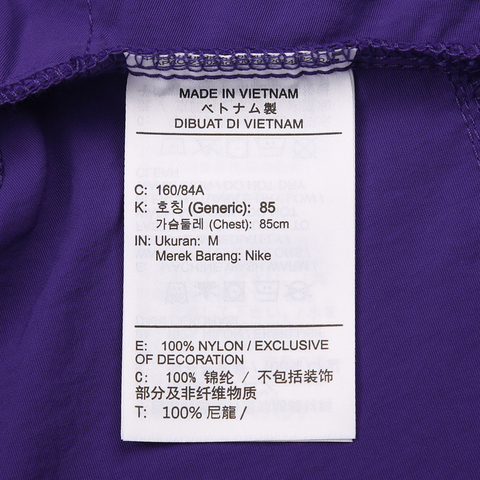 MADE IN VIETNAM
ベトナム製
DIBUAT DI VIETNAM
C: 160/84A
K: 호칭 (Generic): 85
가슴둘레 (Chest): 85cm
IN: Ukuran: M
Merek Barang: Nike
E: 100% NYLON / EXCLUSIVE
OF DECORATION
C: 100% 锦纶 / 不包括装饰
部分及非纤维物质
T: 100% 尼龍 /